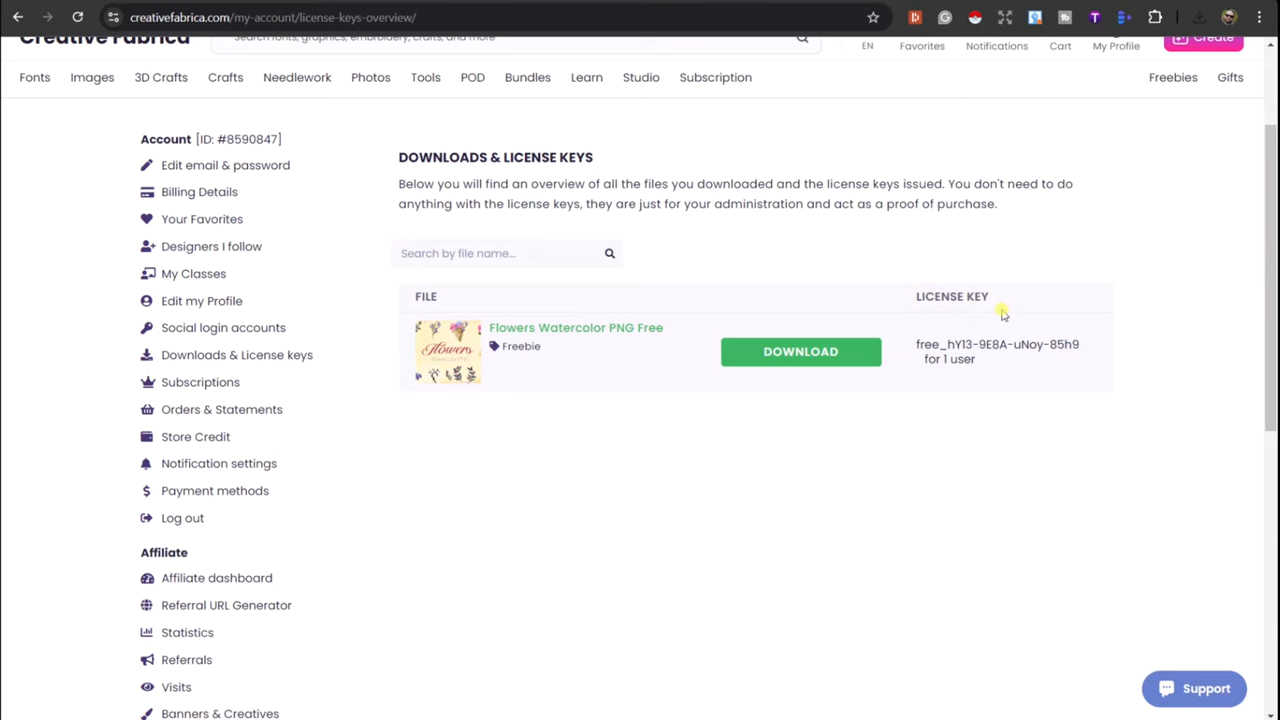 creativefabrica.com/my-account/license-keys-overview/
Creative Fabrica
Search fonts, graphics, embroidery, crafts, and more
EN
Favorites
Notifications
Cart
My Profile
Create
Fonts
Images
3D Crafts
Crafts
Needlework
Photos
Tools
POD
Bundles
Learn
Studio
Subscription
Freebies
Gifts
Account [ID: #8590847]
Edit email & password
Billing Details
Your Favorites
Designers I follow
My Classes
Edit my Profile
Social login accounts
Downloads & License keys
Subscriptions
Orders & Statements
Store Credit
Notification settings
Payment methods
Log out
Affiliate
Affiliate dashboard
Referral URL Generator
Statistics
Referrals
Visits
Banners & Creatives
DOWNLOADS & LICENSE KEYS
Below you will find an overview of all the files you downloaded and the license keys issued. You don't need to do
anything with the license keys, they are just for your administration and act as a proof of purchase.
Search by file name...
FILE
LICENSE KEY
Flowers
Watercolor PNG
Flowers Watercolor PNG Free
Freebie
DOWNLOAD
free_hY13-9E8A-uNoy-85h9
for 1 user
Support